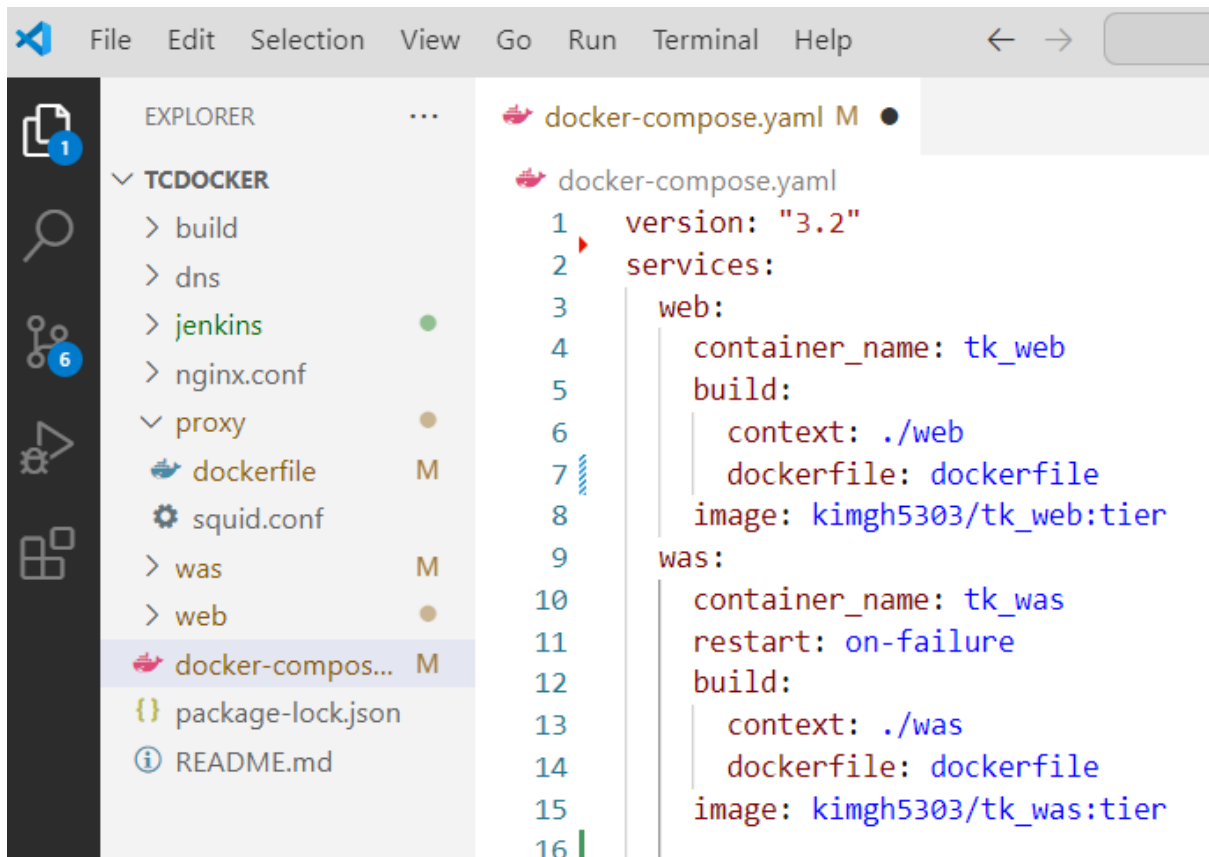 File Edit Selection View Go Run Terminal Help
EXPLORER ...
1
6
TCDOCKER
build
dns
jenkins
nginx.conf
proxy
dockerfile M
squid.conf
was M
web
docker-compos... M
package-lock.json
README.md
docker-compose.yaml M
docker-compose.yaml
1 version: "3.2"
2 services:
3 web:
4 container_name: tk_web
5 build:
6 context: ./web
7 dockerfile: dockerfile
8 image: kimgh5303/tk_web:tier
9 was:
10 container_name: tk_was
11 restart: on-failure
12 build:
13 context: ./was
14 dockerfile: dockerfile
15 image: kimgh5303/tk_was:tier
16